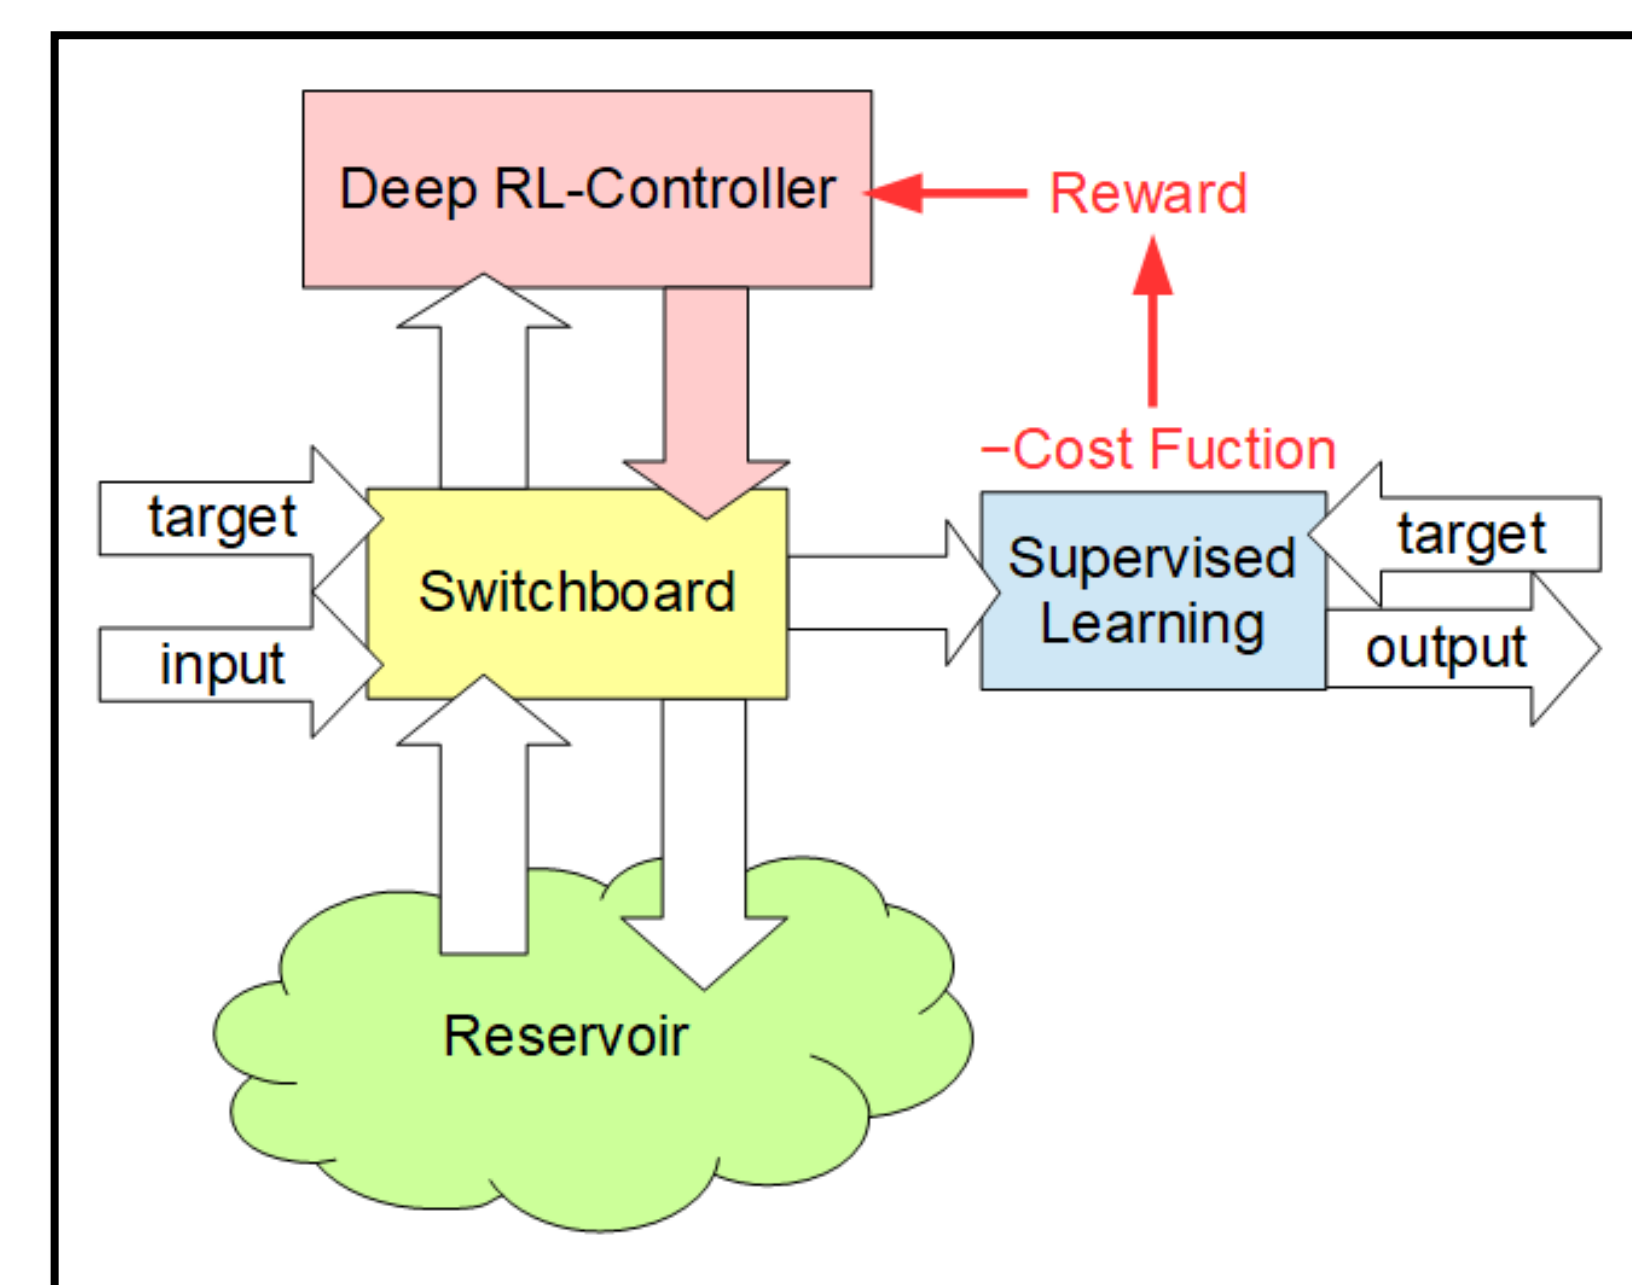 Deep RL-Controller
Reward
−Cost Fuction
target
Switchboard
input
Supervised
Learning
target
output
Reservoir